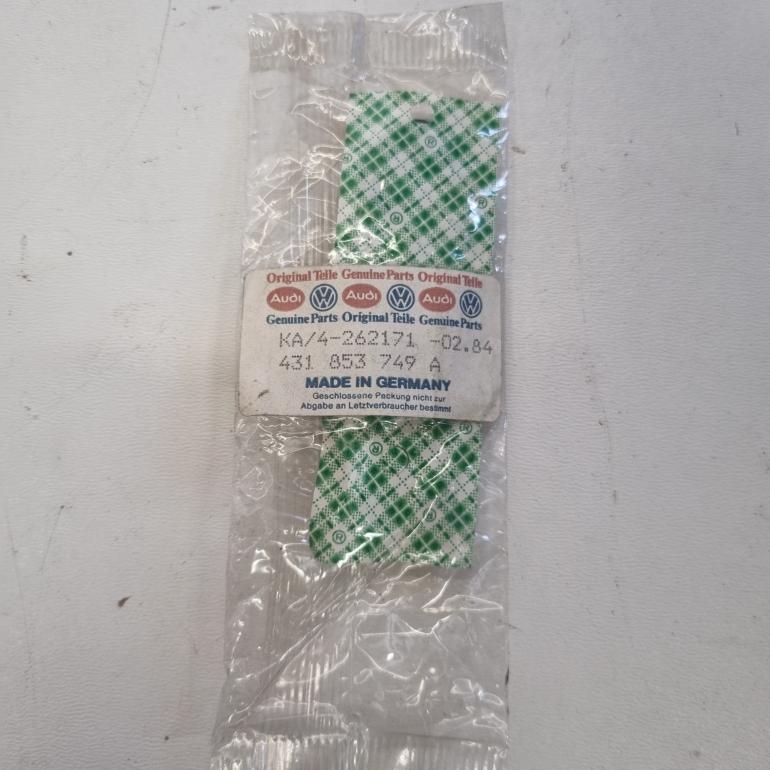 ®
®
®
®
Original Teile Genuine Parts Original Teile
Audi VW Audi VW Audi VW
Genuine Parts Original Teile Genuine Parts
KA/4-262171 -02.84
431 853 749 A
MADE IN GERMANY
Geschlossene Packung nicht zur
Abgabe an Letztverbraucher bestimmt
®
®
®
®